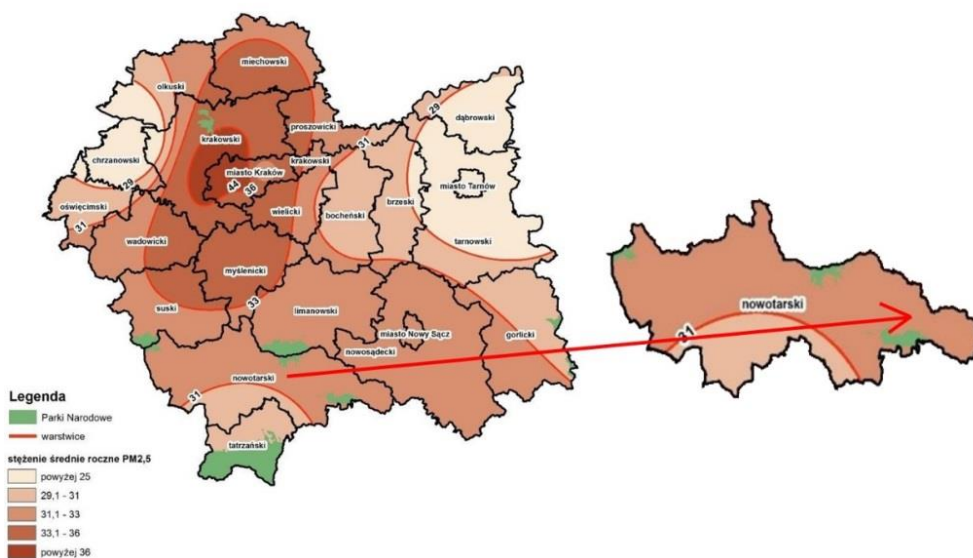 miechowski
olkuski
29
dąbrowski
krakowski
proszowicki
31
chrzanowski
krakowski
miasto Kraków
44
36
miasto Tarnów
29
oświęcimski
brzeski
wielicki
bocheński
31
wadowicki
tarnowski
myślenicki
33
suski
limanowski
miasto Nowy Sącz
gorlicki
nowosądecki
nowotarski
31
tatrzański
nowotarski
31
Legenda
Parki Narodowe
warstwice
stężenie średnie roczne PM2,5
powyżej 25
29,1 - 31
31,1 - 33
33,1 - 36
powyżej 36